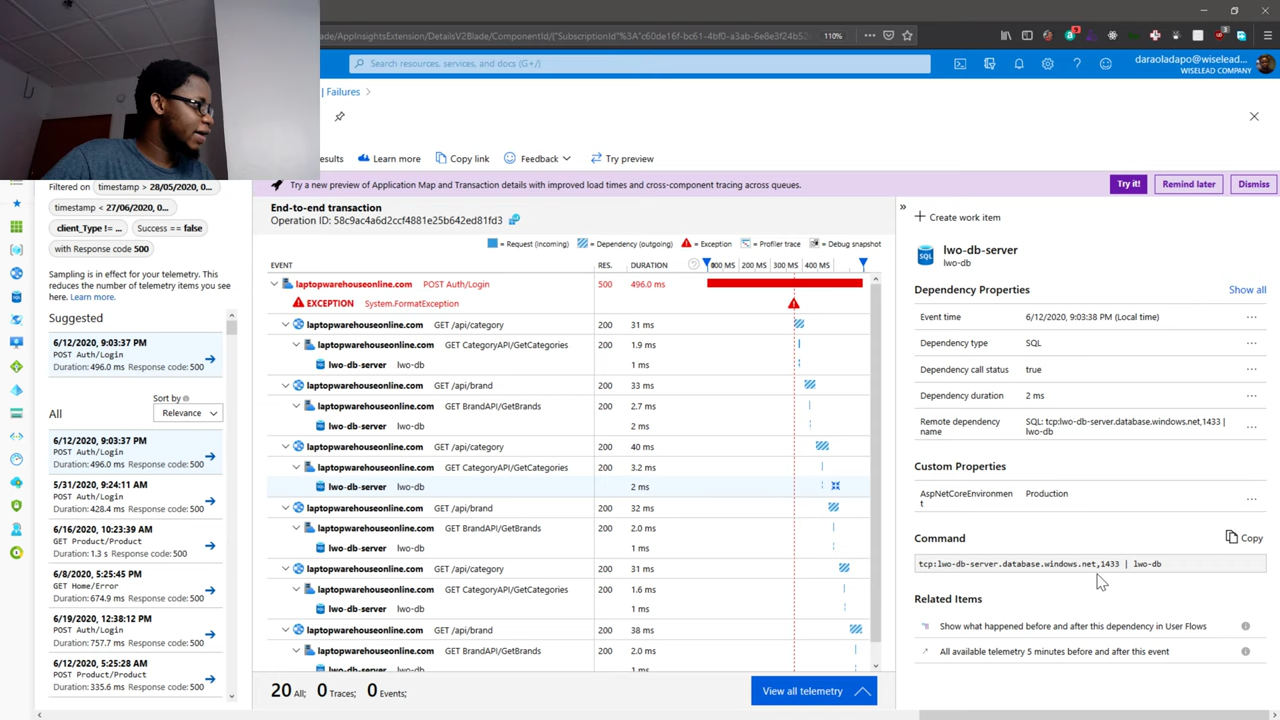 lade/AppInsightsExtension/DetailsV2Blade/ComponentId/{"SubscriptionId"%3A"c60de16f-bc61-4bf0-a3ab-6e8e3f24b52
110%
Search resources, services, and docs (G+/)
daraoladapo@wiselead...
WISELEAD COMPANY
| Failures >
sults
Learn more
Copy link
Feedback
Try preview
Try a new preview of Application Map and Transaction details with improved load times and cross-component tracing across queues.
Try it!
Remind later
Dismiss
Filtered on
timestamp > 28/05/2020, 0...
timestamp < 27/06/2020, 0...
client_Type != ...
Success == false
with Response code 500
Sampling is in effect for your telemetry. This
reduces the number of telemetry items you see
here. Learn more.
Suggested
6/12/2020, 9:03:37 PM
POST Auth/Login
Duration: 496.0 ms Response code: 500
Sort by
All
Relevance
6/12/2020, 9:03:37 PM
POST Auth/Login
Duration: 496.0 ms Response code: 500
5/31/2020, 9:24:11 AM
POST Auth/Login
Duration: 428.4 ms Response code: 500
6/16/2020, 10:23:39 AM
GET Product/Product
Duration: 1.3 s Response code: 500
6/8/2020, 5:25:45 PM
GET Home/Error
Duration: 674.9 ms Response code: 500
6/19/2020, 12:38:12 PM
POST Auth/Login
Duration: 757.7 ms Response code: 500
6/12/2020, 5:25:28 AM
POST Product/Product
Duration: 335.6 ms Response code: 500
End-to-end transaction
Operation ID: 58c9ac4a6d2ccf4881e25b642ed81fd3
= Request (incoming)
= Dependency (outgoing)
= Exception
= Profiler trace
= Debug snapshot
EVENT RES. DURATION 200 MS 300 MS 400 MS
laptopwarehouseonline.com POST Auth/Login 500 496.0 ms
EXCEPTION System.FormatException
laptopwarehouseonline.com GET /api/category 200 31 ms
laptopwarehouseonline.com GET CategoryAPI/GetCategories 200 1.9 ms
lwo-db-server lwo-db 1 ms
laptopwarehouseonline.com GET /api/brand 200 33 ms
laptopwarehouseonline.com GET BrandAPI/GetBrands 200 2.7 ms
lwo-db-server lwo-db 2 ms
laptopwarehouseonline.com GET /api/category 200 40 ms
laptopwarehouseonline.com GET CategoryAPI/GetCategories 200 3.2 ms
lwo-db-server lwo-db 2 ms
laptopwarehouseonline.com GET /api/brand 200 32 ms
laptopwarehouseonline.com GET BrandAPI/GetBrands 200 2.0 ms
lwo-db-server lwo-db 1 ms
laptopwarehouseonline.com GET /api/category 200 31 ms
laptopwarehouseonline.com GET CategoryAPI/GetCategories 200 1.6 ms
lwo-db-server lwo-db 1 ms
laptopwarehouseonline.com GET /api/brand 200 38 ms
laptopwarehouseonline.com GET BrandAPI/GetBrands 200 2.0 ms
lwo-db-server lwo-db 1 ms
20 All; 0 Traces; 0 Events;
View all telemetry
Create work item
lwo-db-server
lwo-db
Dependency Properties
Show all
Event time 6/12/2020, 9:03:38 PM (Local time) ...
Dependency type SQL ...
Dependency call status true ...
Dependency duration 2 ms ...
Remote dependency name SQL: tcp:lwo-db-server.database.windows.net,1433 | lwo-db ...
Custom Properties
AspNetCoreEnvironment Production ...
Command
Copy
tcp:lwo-db-server.database.windows.net,1433 | lwo-db
Related Items
Show what happened before and after this dependency in User Flows
All available telemetry 5 minutes before and after this event